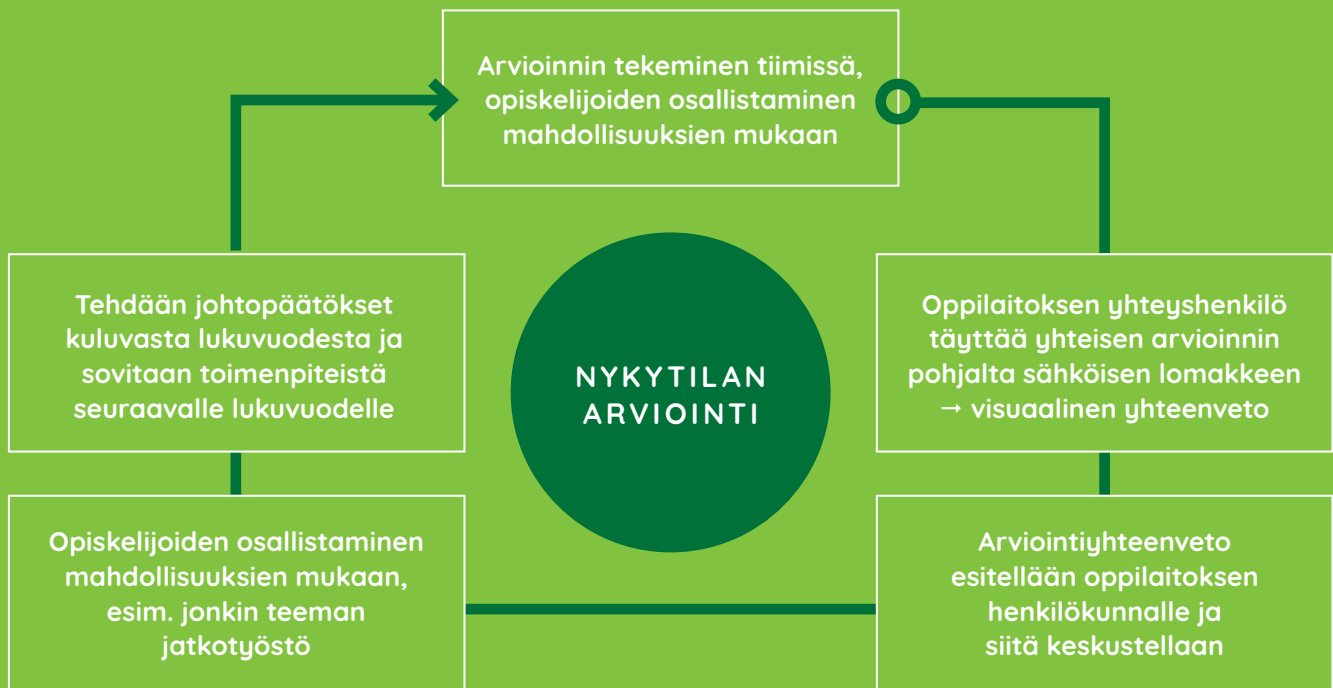 Arvioinnin tekeminen tiimissä,
opiskelijoiden osallistaminen
mahdollisuuksien mukaan
Oppilaitoksen yhteyshenkilö
täyttää yhteisen arvioinnin
pohjalta sähköisen lomakkeen
→ visuaalinen yhteenveto
Arviointiyhteenveto
esitellään oppilaitoksen
henkilökunnalle ja
siitä keskustellaan
Opiskelijoiden osallistaminen
mahdollisuuksien mukaan,
esim. jonkin teeman
jatkotyöstö
Tehdään johtopäätökset
kuluvasta lukuvuodesta ja
sovitaan toimenpiteistä
seuraavalle lukuvuodelle
NYKYTILAN
ARVIOINTI